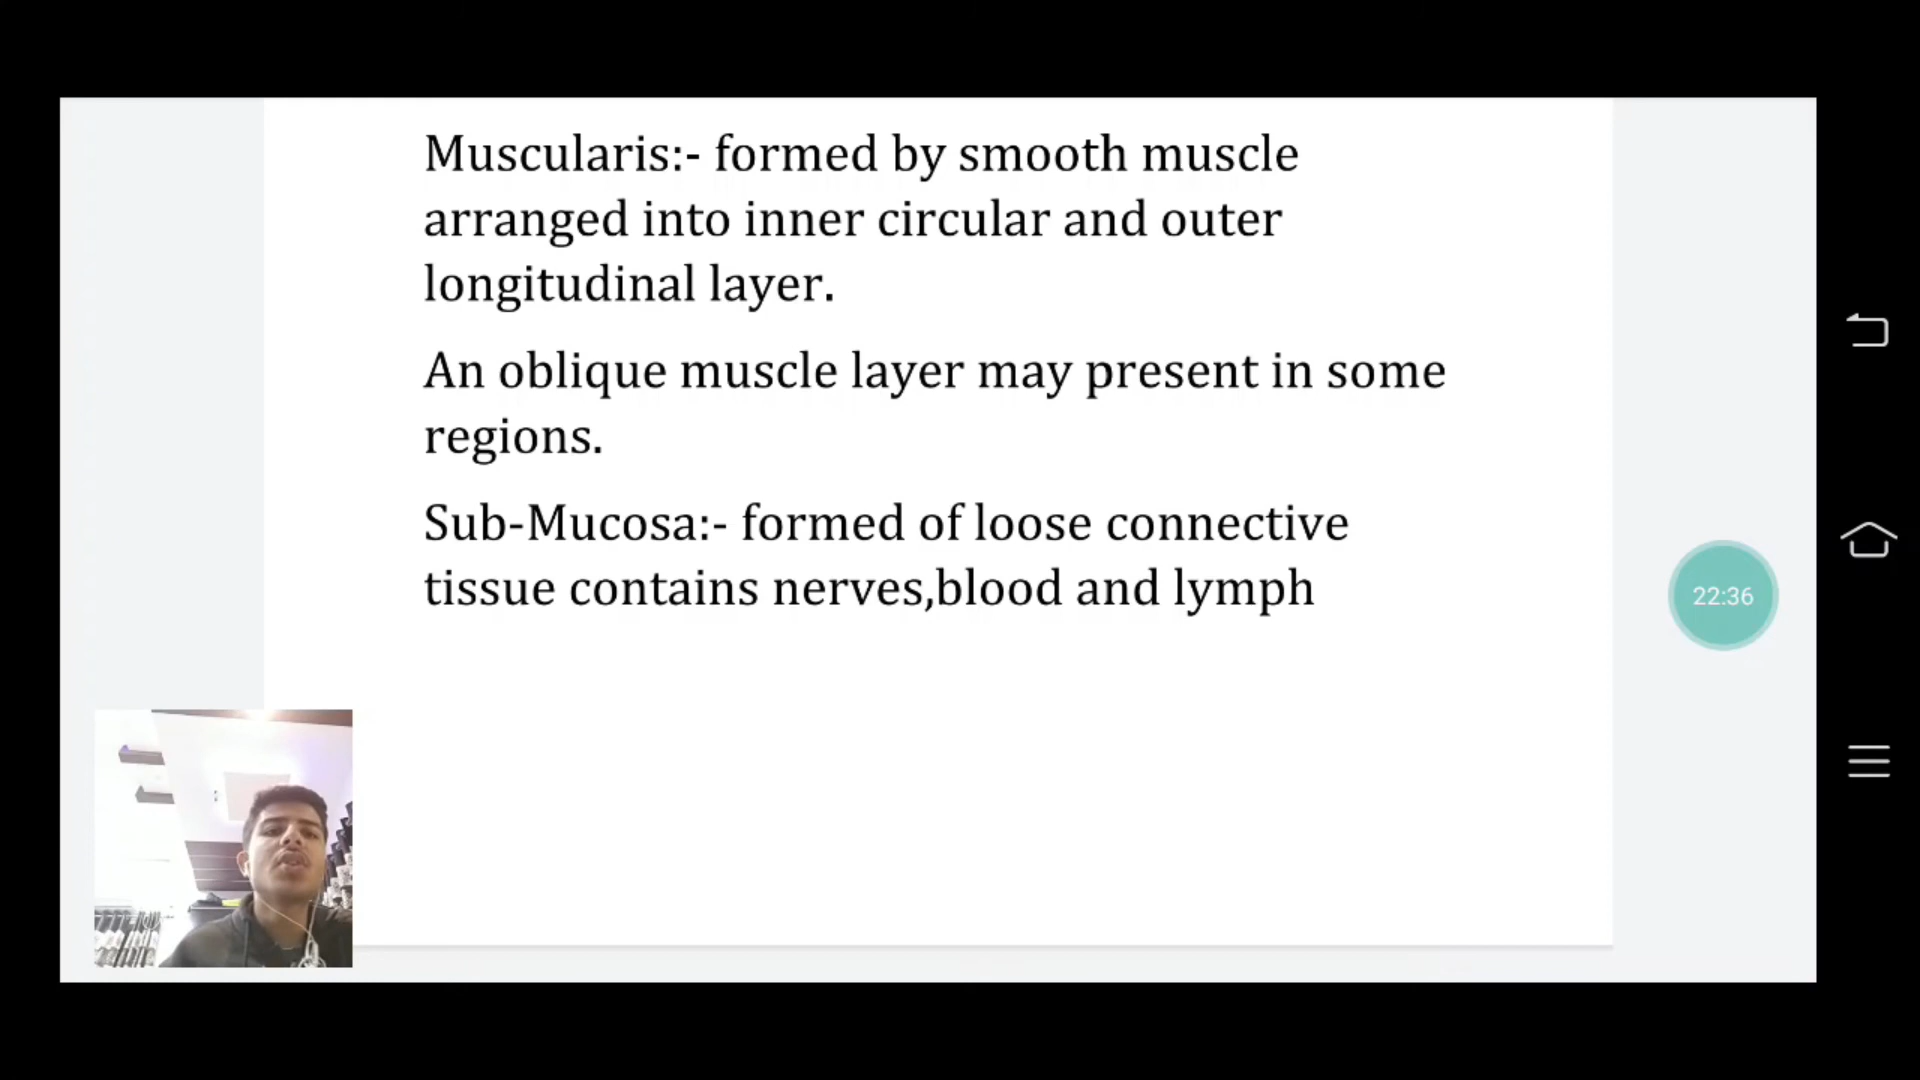 Muscularis:- formed by smooth muscle
arranged into inner circular and outer
longitudinal layer.
An oblique muscle layer may present in some
regions.
Sub-Mucosa:- formed of loose connective
tissue contains nerves,blood and lymph
22:36